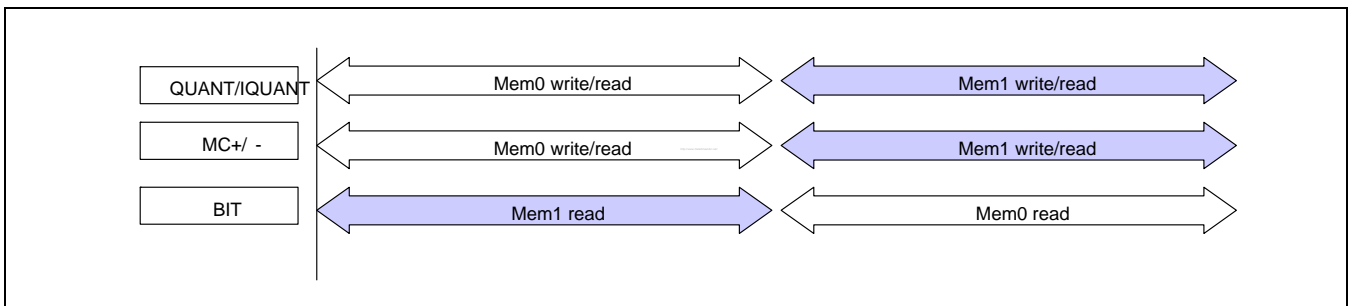 QUANT/IQUANT Mem0 write/read Mem1 write/read
MC+/ - Mem0 write/read Mem1 write/read
BIT Mem1 read Mem0 read